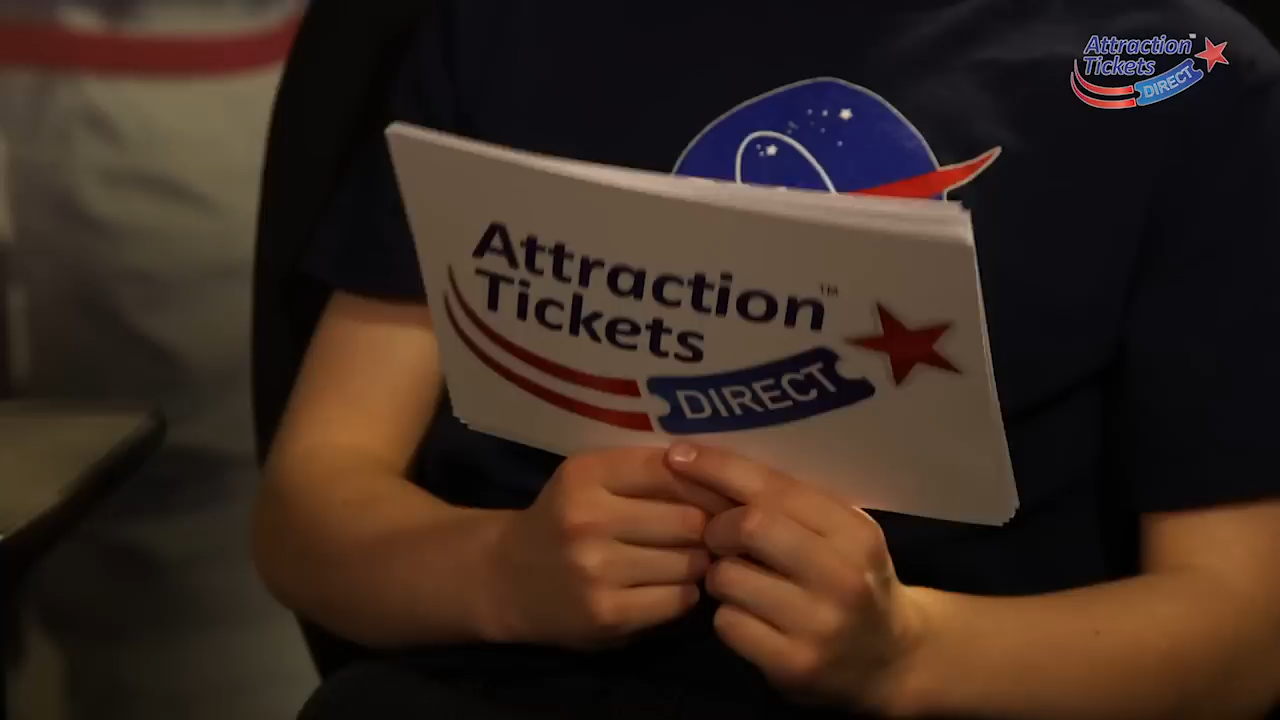 Attraction™
Tickets
DIRECT
Attraction™
Tickets
DIRECT